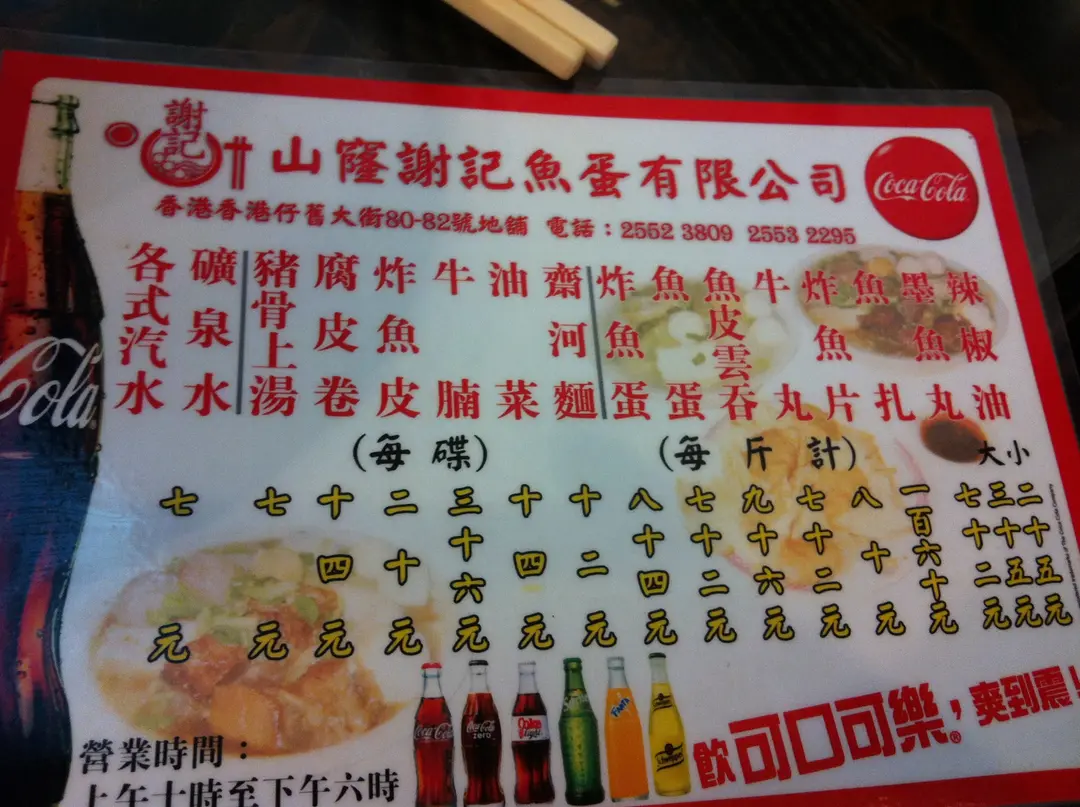 謝記
山窿謝記魚蛋有限公司
香港香港仔舊大街80-82號地舖 電話：2552 3809 2553 2295
Coca-Cola
辣椒油
大小
二十五元
三十五元
墨魚丸
七十二元
魚扎
一百六十元
炸魚片
八十元
牛丸
七十二元
魚皮雲吞
九十六元
魚蛋
七十二元
炸魚蛋
八十四元
(每斤計)
齋河麵
十二元
油菜
十四元
牛腩
三十六元
炸魚皮
二十元
腐皮卷
十四元
豬骨上湯
七元
(每碟)
礦泉水
各式汽水
七元
Cola
營業時間：
上午十時至下午六時
Coca-Cola
Coca-Cola
zero
Fanta
飲可口可樂®，爽到震！